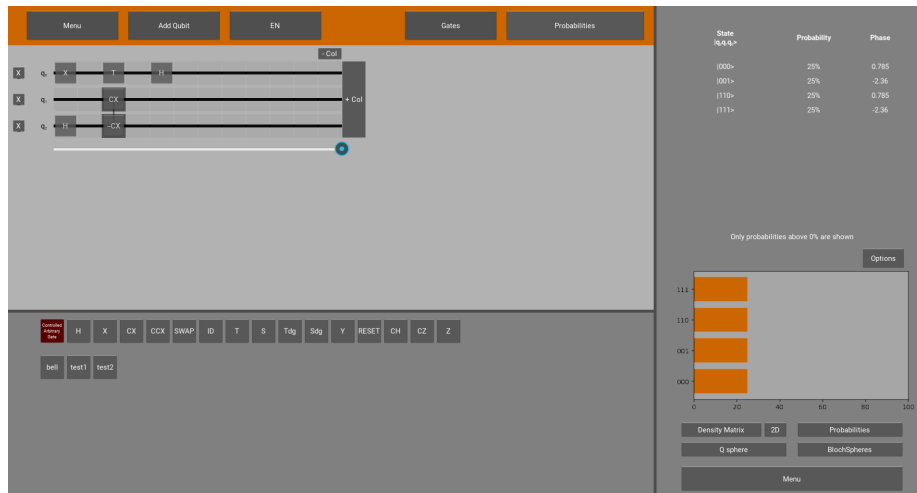 Menu Add Qubit EN Gates Probabilities
- Col
X X T H
X CX + Col
X H -CX
State Probability Phase
|000> 25% 0.785
|001> 25% -2.36
|110> 25% 0.785
|111> 25% -2.36
Only probabilities above 0% are shown
Options
111
110
001
000
0 20 40 60 80 100
Density Matrix 2D Probabilities
Q sphere BlochSpheres
Menu
Controlled
Arbitrary
Gate
H X CX CCX SWAP ID T S Tdg Sdg Y RESET CH CZ Z
bell test1 test2